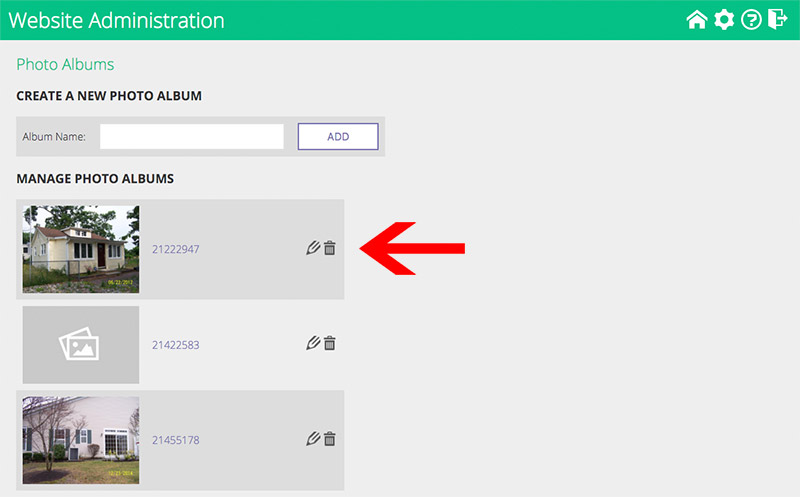 Website Administration
Photo Albums
CREATE A NEW PHOTO ALBUM
Album Name: ADD
MANAGE PHOTO ALBUMS
21222947
21422583
21455178